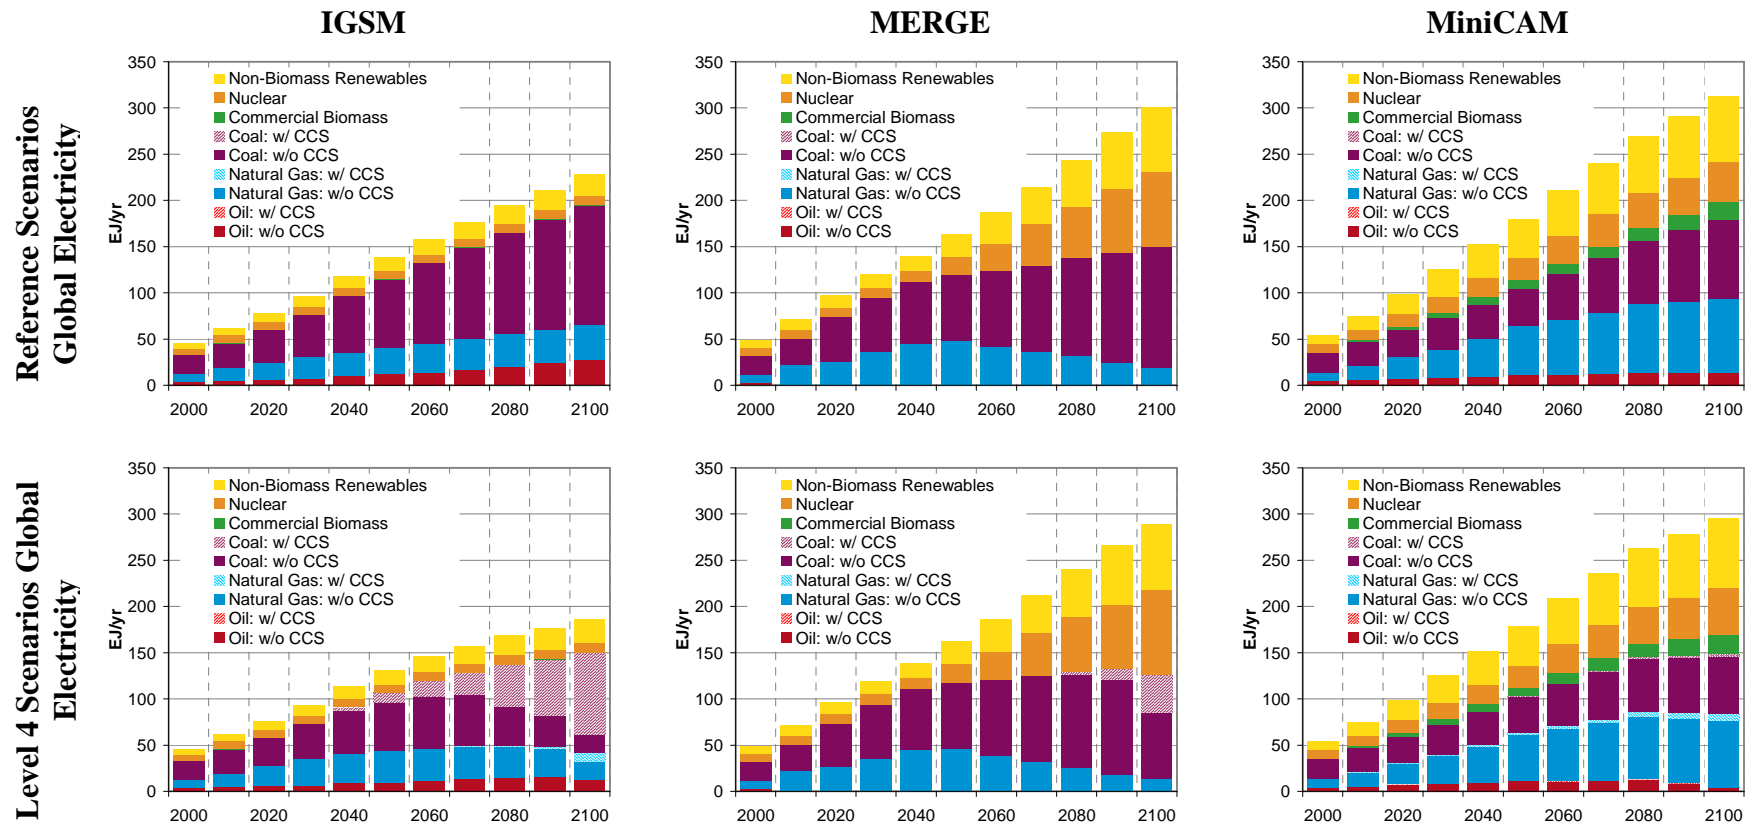 IGSM
MERGE
MiniCAM
Reference Scenarios
Global Electricity
350
300
250
200
150
100
50
0
EJ/yr
Non-Biomass Renewables
Nuclear
Commercial Biomass
Coal: w/ CCS
Coal: w/o CCS
Natural Gas: w/ CCS
Natural Gas: w/o CCS
Oil: w/ CCS
Oil: w/o CCS
2000 2020 2040 2060 2080 2100
350
300
250
200
150
100
50
0
EJ/yr
Non-Biomass Renewables
Nuclear
Commercial Biomass
Coal: w/ CCS
Coal: w/o CCS
Natural Gas: w/ CCS
Natural Gas: w/o CCS
Oil: w/ CCS
Oil: w/o CCS
2000 2020 2040 2060 2080 2100
350
300
250
200
150
100
50
0
EJ/yr
Non-Biomass Renewables
Nuclear
Commercial Biomass
Coal: w/ CCS
Coal: w/o CCS
Natural Gas: w/ CCS
Natural Gas: w/o CCS
Oil: w/ CCS
Oil: w/o CCS
2000 2020 2040 2060 2080 2100
Level 4 Scenarios Global
Electricity
350
300
250
200
150
100
50
0
EJ/yr
Non-Biomass Renewables
Nuclear
Commercial Biomass
Coal: w/ CCS
Coal: w/o CCS
Natural Gas: w/ CCS
Natural Gas: w/o CCS
Oil: w/ CCS
Oil: w/o CCS
2000 2020 2040 2060 2080 2100
350
300
250
200
150
100
50
0
EJ/yr
Non-Biomass Renewables
Nuclear
Commercial Biomass
Coal: w/ CCS
Coal: w/o CCS
Natural Gas: w/ CCS
Natural Gas: w/o CCS
Oil: w/ CCS
Oil: w/o CCS
2000 2020 2040 2060 2080 2100
350
300
250
200
150
100
50
0
EJ/yr
Non-Biomass Renewables
Nuclear
Commercial Biomass
Coal: w/ CCS
Coal: w/o CCS
Natural Gas: w/ CCS
Natural Gas: w/o CCS
Oil: w/ CCS
Oil: w/o CCS
2000 2020 2040 2060 2080 2100